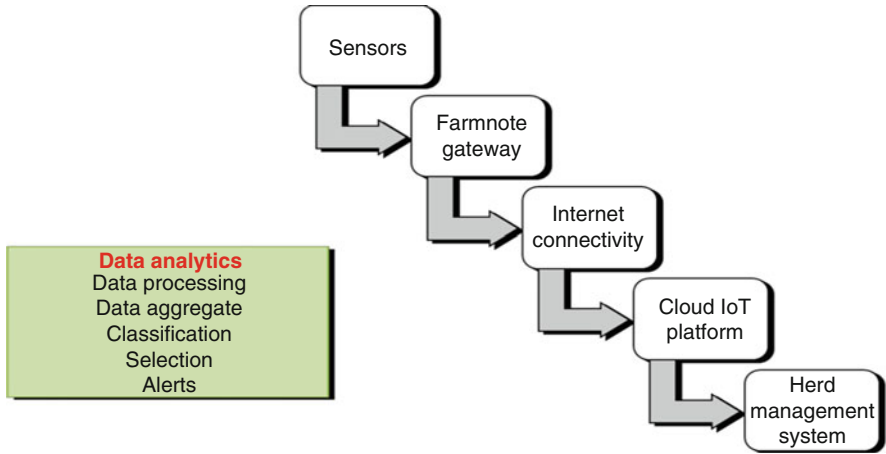 Sensors
Farmnote
gateway
Internet
connectivity
Cloud IoT
platform
Herd
management
system
Data analytics
Data processing
Data aggregate
Classification
Selection
Alerts